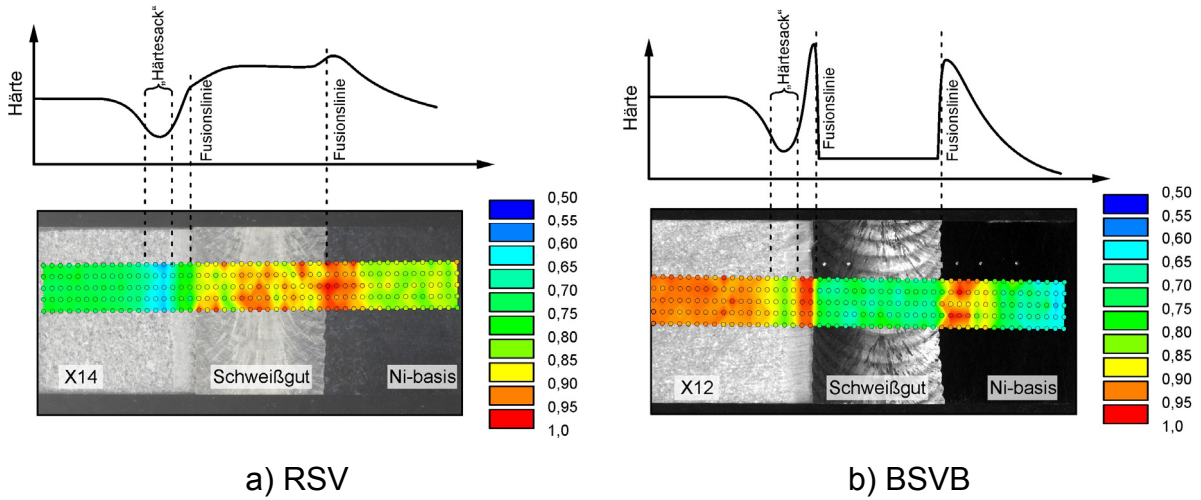 Härte
„Härtesack“
Fusionslinie
Fusionslinie
0,50
0,55
0,60
0,65
0,70
0,75
0,80
0,85
0,90
0,95
1,0
X14
Schweißgut
Ni-basis
a) RSV
Härte
„Härtesack“
Fusionslinie
Fusionslinie
0,50
0,55
0,60
0,65
0,70
0,75
0,80
0,85
0,90
0,95
1,0
X12
Schweißgut
Ni-basis
b) BSVB